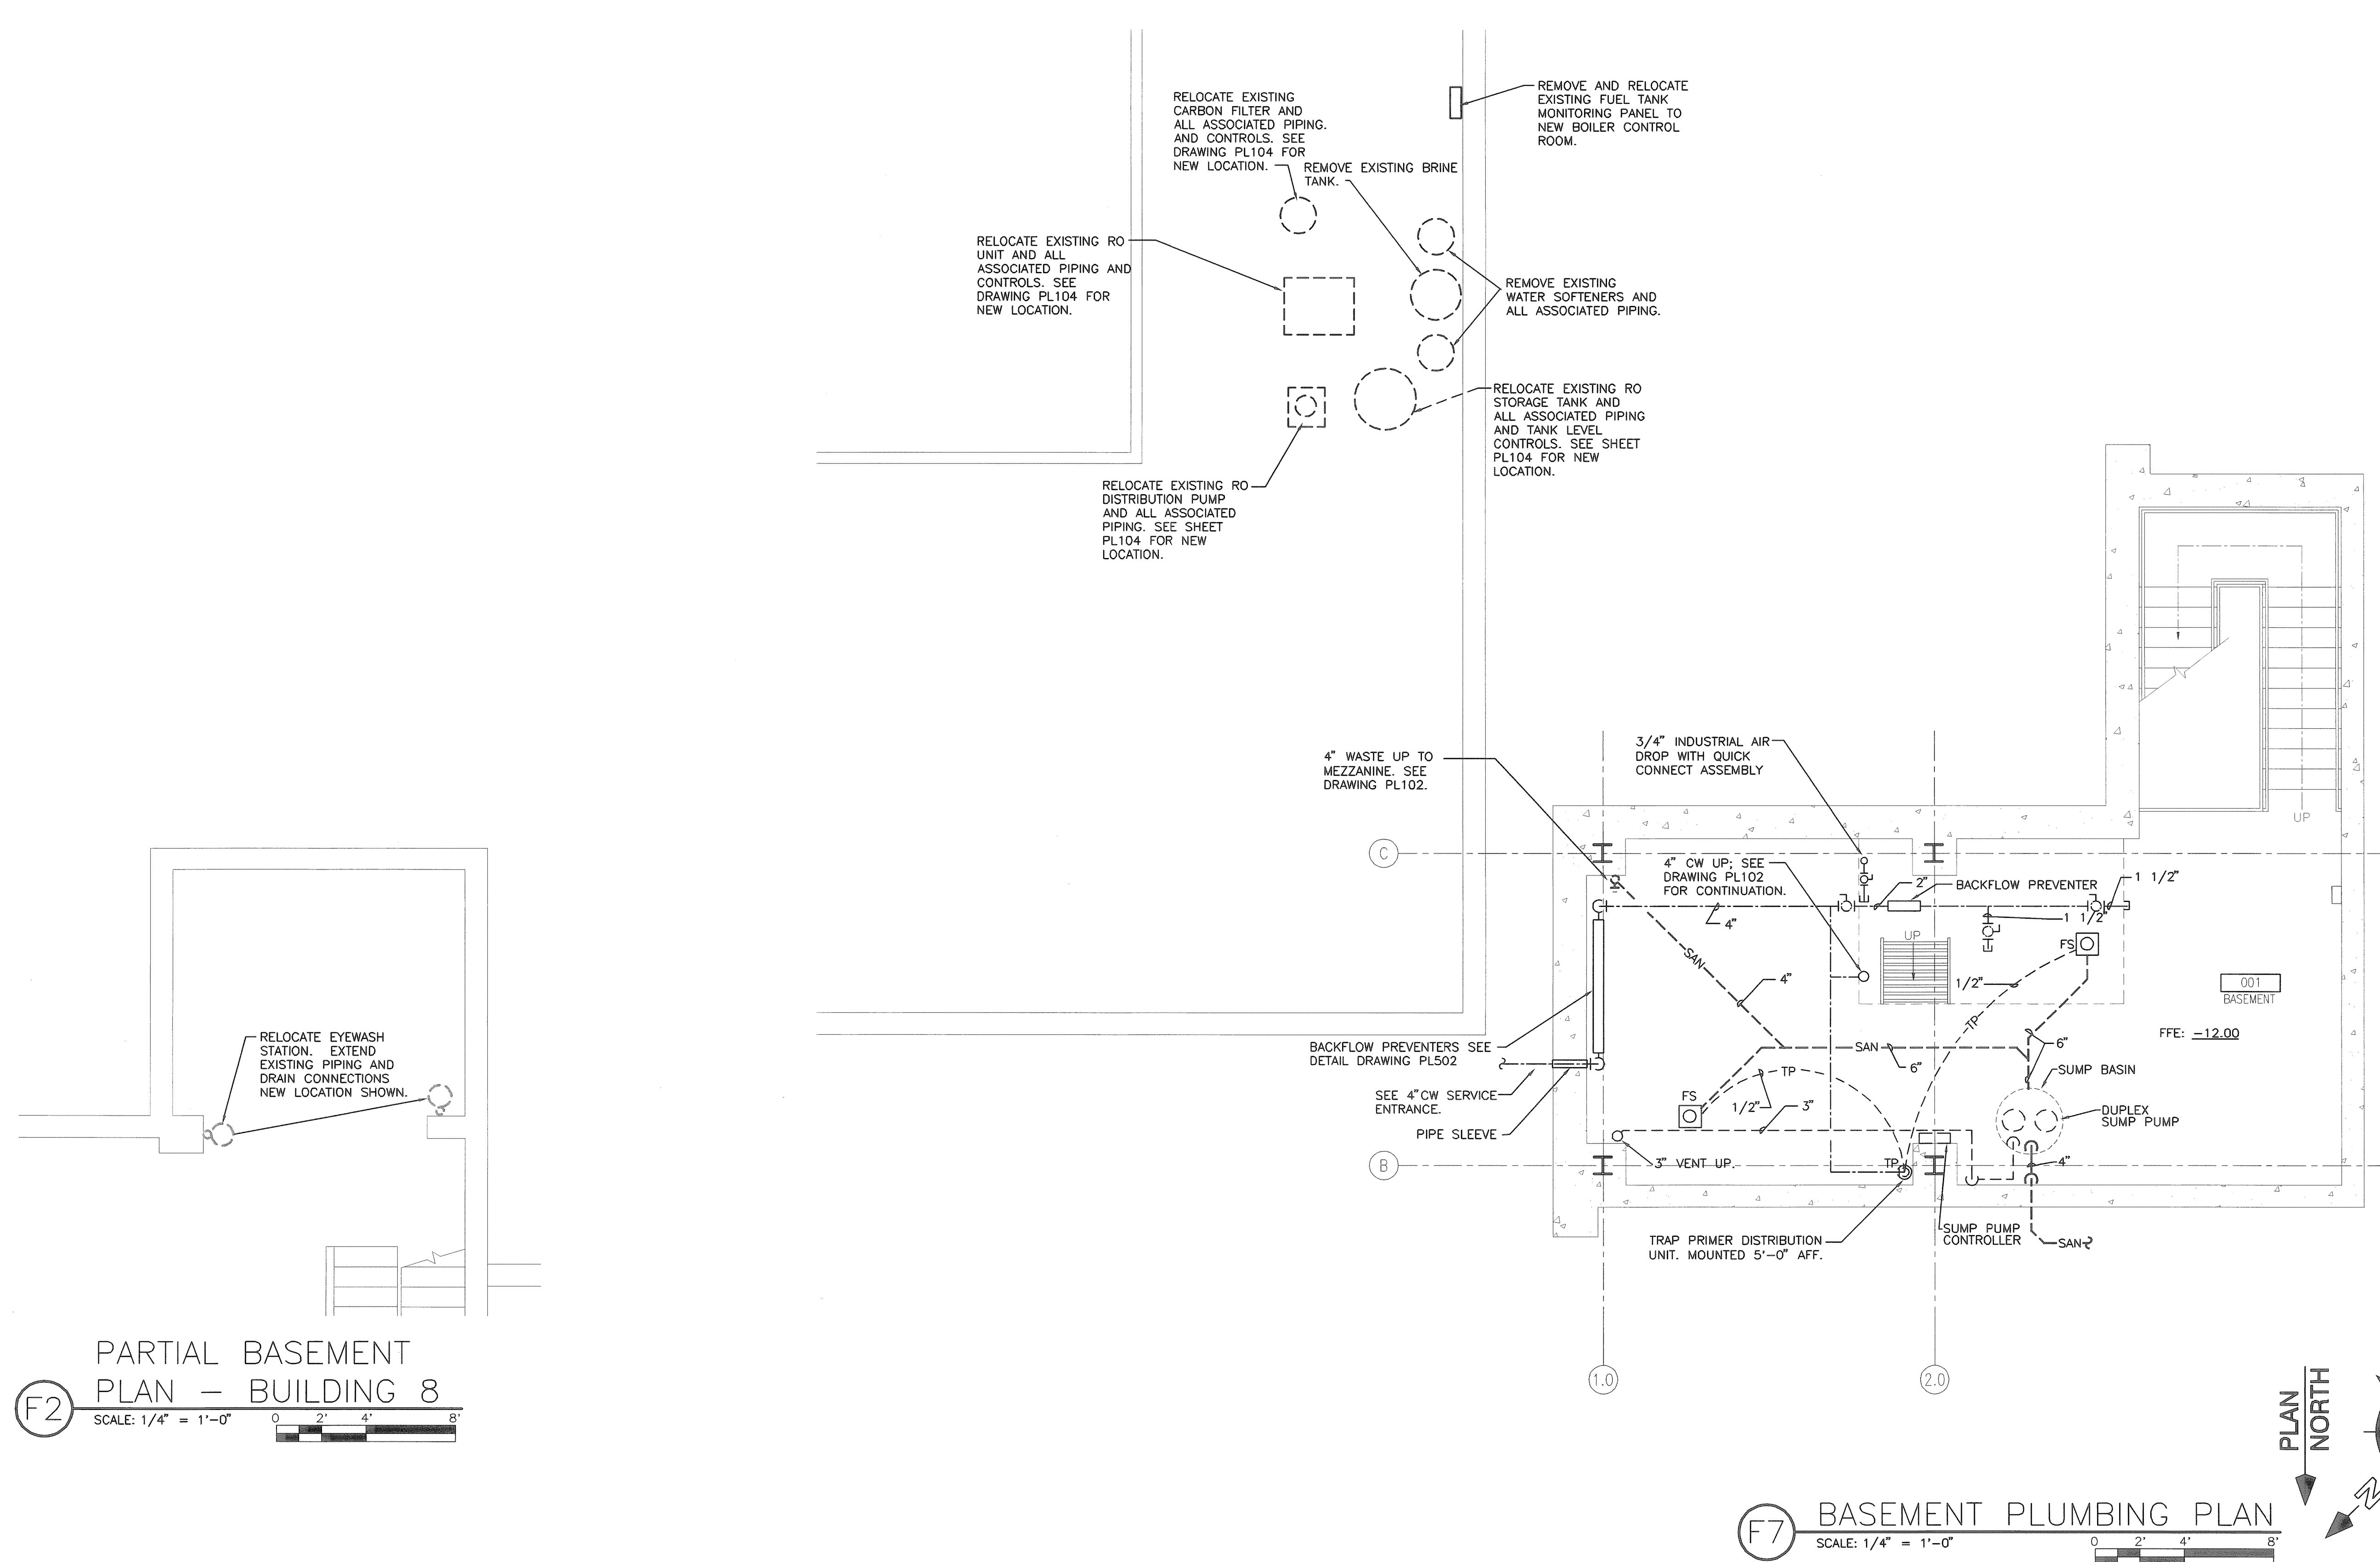 RELOCATE EXISTING
CARBON FILTER AND
ALL ASSOCIATED PIPING.
AND CONTROLS. SEE
DRAWING PL104 FOR
NEW LOCATION.
REMOVE EXISTING BRINE
TANK.
REMOVE AND RELOCATE
EXISTING FUEL TANK
MONITORING PANEL TO
NEW BOILER CONTROL
ROOM.
RELOCATE EXISTING RO
UNIT AND ALL
ASSOCIATED PIPING AND
CONTROLS. SEE
DRAWING PL104 FOR
NEW LOCATION.
REMOVE EXISTING
WATER SOFTENERS AND
ALL ASSOCIATED PIPING.
RELOCATE EXISTING RO
STORAGE TANK AND
ALL ASSOCIATED PIPING
AND TANK LEVEL
CONTROLS. SEE SHEET
PL104 FOR NEW
LOCATION.
RELOCATE EXISTING RO
DISTRIBUTION PUMP
AND ALL ASSOCIATED
PIPING. SEE SHEET
PL104 FOR NEW
LOCATION.
4" WASTE UP TO
MEZZANINE. SEE
DRAWING PL102.
3/4" INDUSTRIAL AIR
DROP WITH QUICK
CONNECT ASSEMBLY
UP
C
4" CW UP; SEE
DRAWING PL102
FOR CONTINUATION.
2"
BACKFLOW PREVENTER
1 1/2"
4"
1 1/2"
UP
FS
SAN
4"
1/2"
001
BASEMENT
TP
FFE: -12.00
BACKFLOW PREVENTERS SEE
DETAIL DRAWING PL502
SAN
6"
6"
SUMP BASIN
TP
SEE 4"CW SERVICE
ENTRANCE.
FS
1/2"
3"
DUPLEX
SUMP PUMP
PIPE SLEEVE
B
3" VENT UP.
TP
4"
TRAP PRIMER DISTRIBUTION
UNIT. MOUNTED 5'-0" AFF.
SUMP PUMP
CONTROLLER
SAN
1.0
2.0
RELOCATE EYEWASH
STATION. EXTEND
EXISTING PIPING AND
DRAIN CONNECTIONS
NEW LOCATION SHOWN.
F2
PARTIAL BASEMENT
PLAN - BUILDING 8
SCALE: 1/4" = 1'-0"
0 2' 4' 8'
PLAN
NORTH
N
F7
BASEMENT PLUMBING PLAN
SCALE: 1/4" = 1'-0"
0 2' 4' 8'